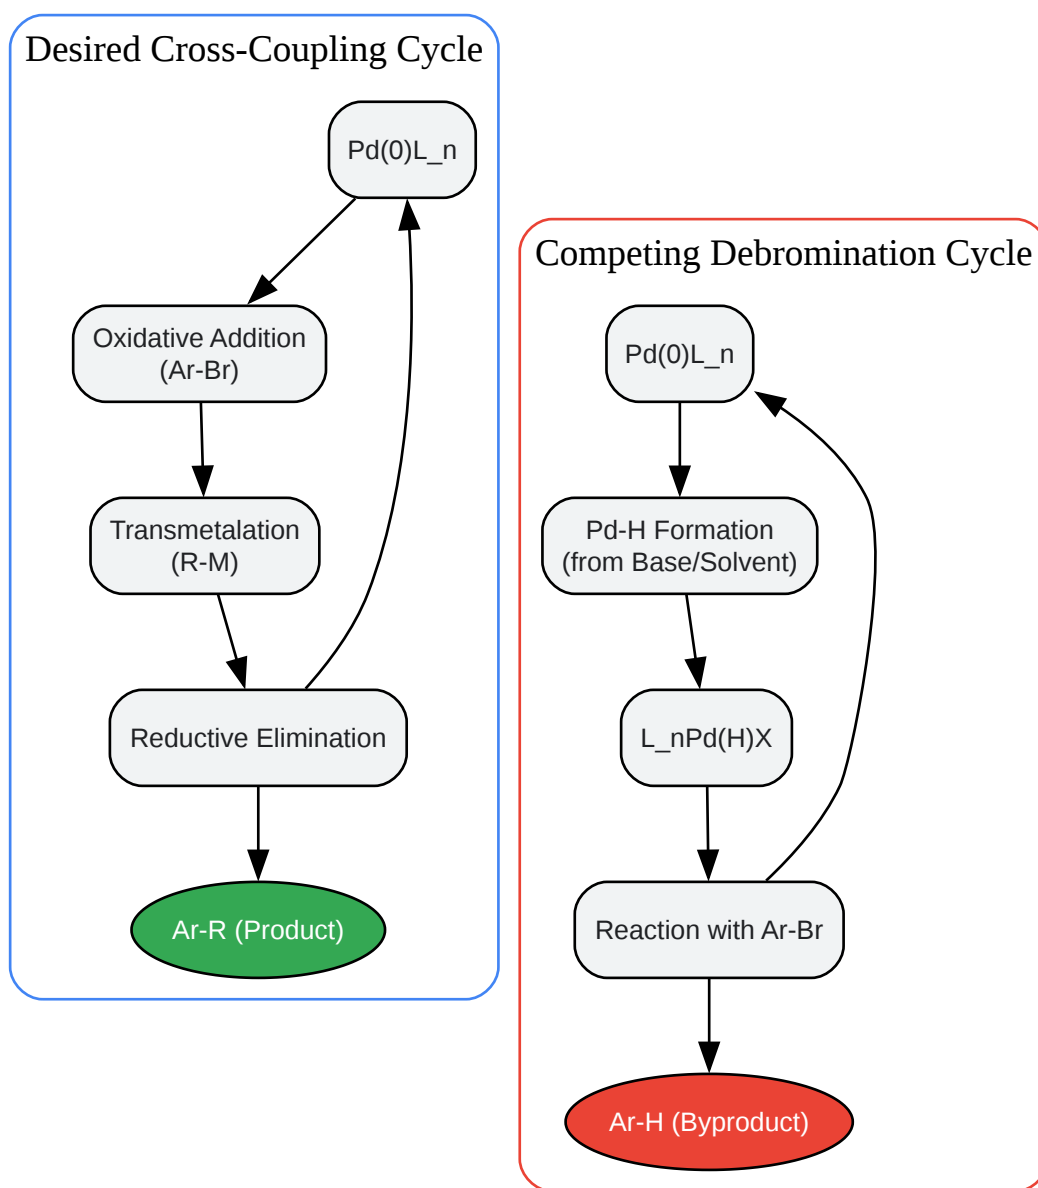 Desired Cross-Coupling Cycle
Pd(0)L_n
Oxidative Addition
(Ar-Br)
Transmetalation
(R-M)
Reductive Elimination
Ar-R (Product)
Competing Debromination Cycle
Pd(0)L_n
Pd-H Formation
(from Base/Solvent)
L_nPd(H)X
Reaction with Ar-Br
Ar-H (Byproduct)